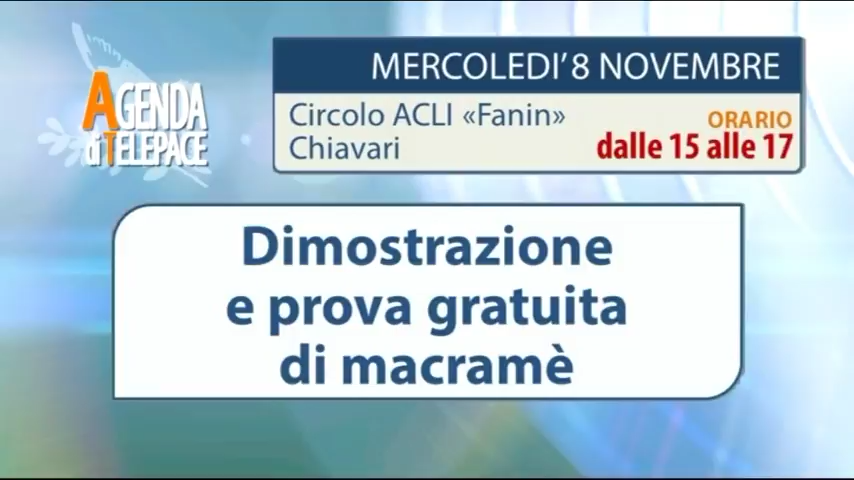 AGENDA
di TELEPACE
MERCOLEDI'8 NOVEMBRE
Circolo ACLI «Fanin»
Chiavari
ORARIO
dalle 15 alle 17
Dimostrazione
e prova gratuita
di macramè